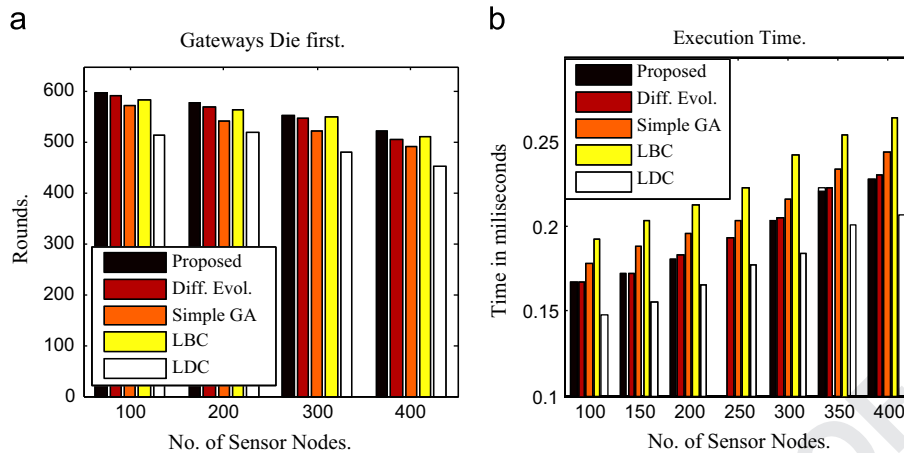 a
Gateways Die first.
Rounds.
600
500
400
300
200
100
0
Proposed
Diff. Evol.
Simple GA
LBC
LDC
100 200 300 400
No. of Sensor Nodes.
b
Execution Time.
Time in miliseconds
0.25
0.2
0.15
0.1
Proposed
Diff. Evol.
Simple GA
LBC
LDC
100 150 200 250 300 350 400
No. of Sensor Nodes.